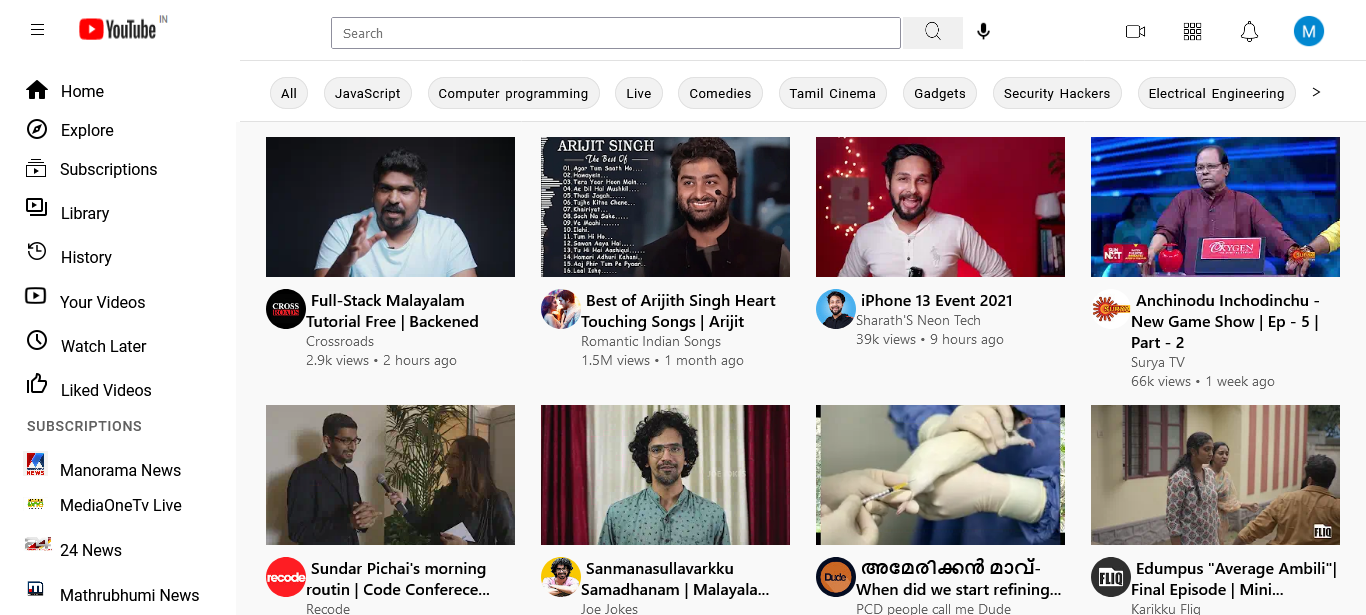 YouTube IN
Search
M
Home
Explore
Subscriptions
Library
History
Your Videos
Watch Later
Liked Videos
SUBSCRIPTIONS
Manorama News
MediaOneTv Live
24 News
Mathrubhumi News
All
JavaScript
Computer programming
Live
Comedies
Tamil Cinema
Gadgets
Security Hackers
Electrical Engineering
>
ARIJIT SINGH
The Best Of
01. Agar Tum Saath Ho...
02. Hawayein...
03. Tera Yaar Hoon Main...
04. Ae Dil Hai Mushkil...
05. Thodi Jagah...
06. Tujhe Kitna Chene...
07. Khairiyat...
08. Soch Na Sake...
09. Ve Maahi...
10. Ilahi.
11. Tum Hi Ho...
12. Sawan Aaya Hai...
13. Tu Hi Hai Aashiqui...
14. Hamari Adhuri Kahani...
15. Aaj Phir Tum Pe Pyaar..
16. Laal Ishq...
SUN
NXT
OXYGEN
CROSS
Full-Stack Malayalam
Tutorial Free | Backened
Crossroads
2.9k views • 2 hours ago
Best of Arijith Singh Heart
Touching Songs | Arijit
Romantic Indian Songs
1.5M views • 1 month ago
iPhone 13 Event 2021
Sharath'S Neon Tech
39k views • 9 hours ago
Anchinodu Inchodinchu -
New Game Show | Ep - 5 |
Part - 2
Surya TV
66k views • 1 week ago
JOE JOKES
FLIQ
recode
Sundar Pichai's morning
routin | Code Conferece...
Recode
Sanmanasullavarkku
Samadhanam | Malayala...
Joe Jokes
Dude
അമേരിക്കൻ മാവ്-
When did we start refining...
PCD people call me Dude
FLIQ
Edumpus "Average Ambili"|
Final Episode | Mini...
Karikku Fliq